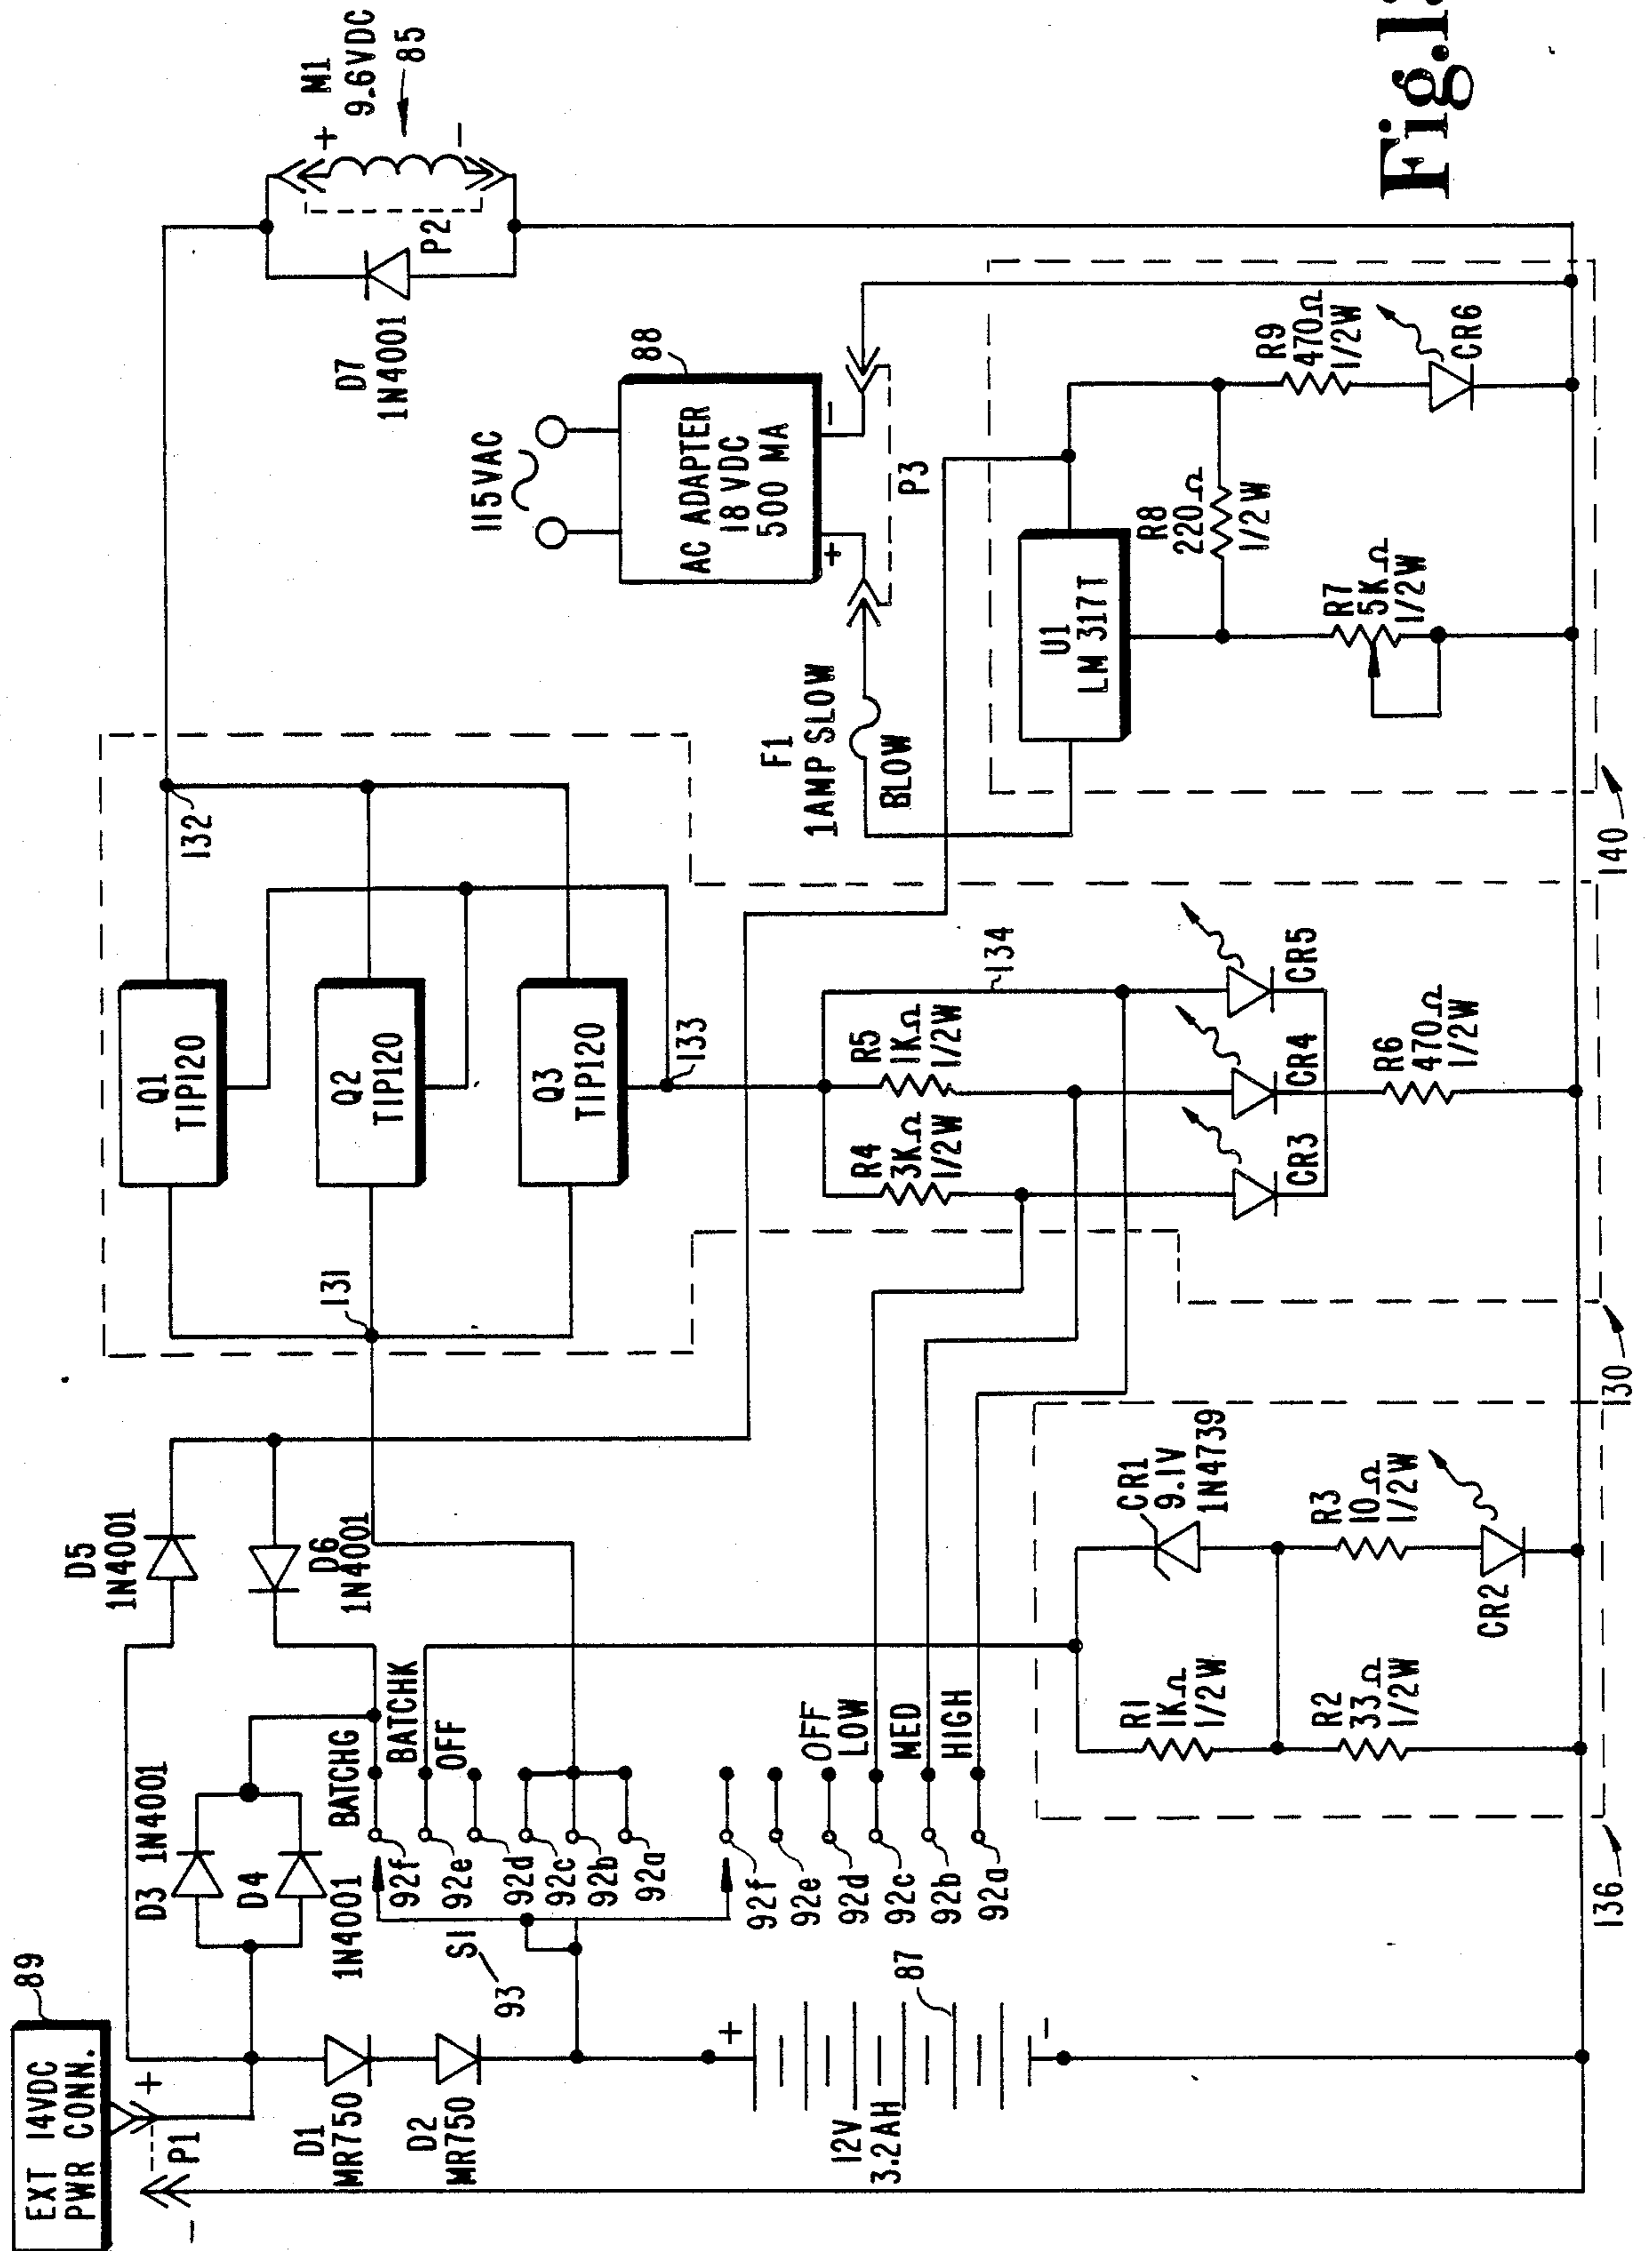 EXT 14VDC
PWR CONN.
89
+
P1
−
D1
MR750
D2
MR750
D3 1N4001
D4
1N4001
D5
1N4001
D6
1N4001
S1
93
BATCHG
BATCHK
OFF
92f
92e
92d
92c
92b
92a
OFF
LOW
MED
HIGH
92f
92e
92d
92c
92b
92a
+
12V
3.2AH
87
−
R1
1KΩ
1/2W
R2
33Ω
1/2W
CR1
9.1V
1N4739
R3
10Ω
1/2W
CR2
136
130
131
Q1
TIP120
Q2
TIP120
Q3
TIP120
132
133
134
R4
3KΩ
1/2W
R5
1KΩ
1/2W
CR3
CR4
CR5
R6
470Ω
1/2W
140
F1
1AMP SLOW
BLOW
115VAC
AC ADAPTER
18 VDC
500 MA
88
+
−
P3
U1
LM 317T
R8
220Ω
1/2W
R7
5KΩ
1/2W
R9
470Ω
1/2W
CR6
D7
1N4001
P2
+
−
M1
9.6VDC
85